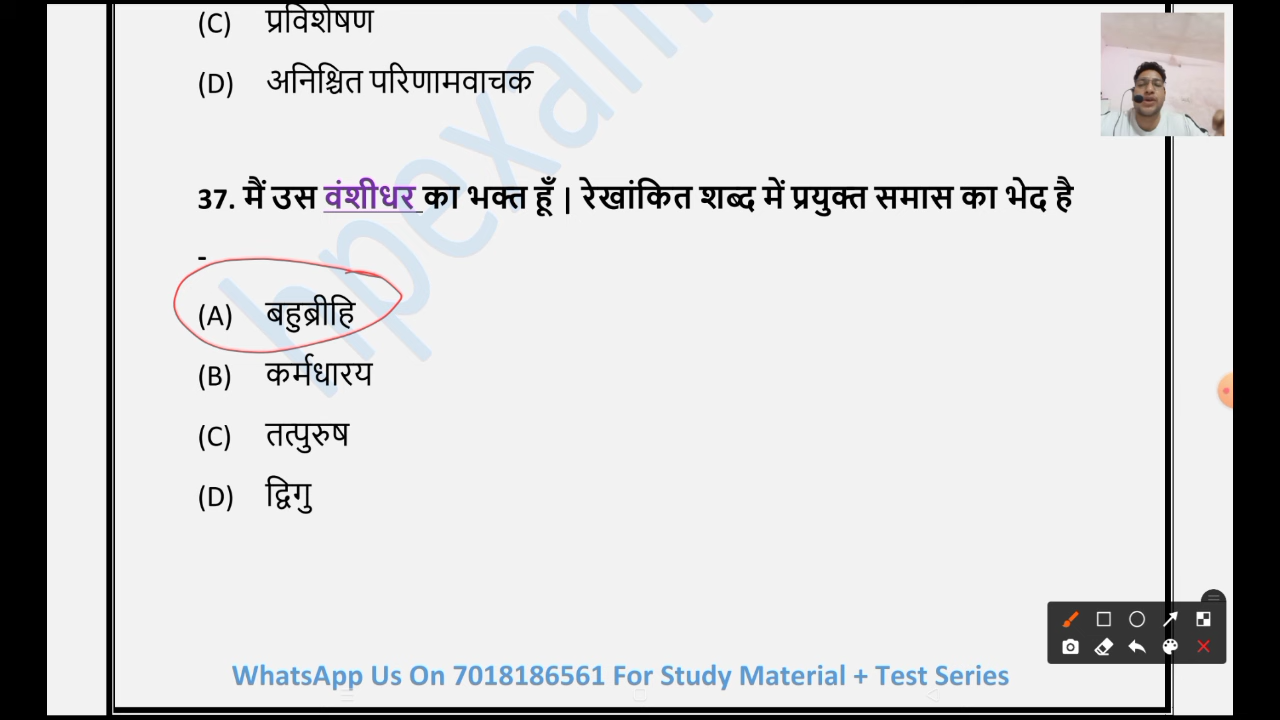 (C) प्रविशेषण
(D) अनिश्चित परिणामवाचक
37. मैं उस वंशीधर का भक्त हूँ | रेखांकित शब्द में प्रयुक्त समास का भेद है
-
(A) बहुब्रीहि
(B) कर्मधारय
(C) तत्पुरुष
(D) द्विगु
hpexam
WhatsApp Us On 7018186561 For Study Material + Test Series